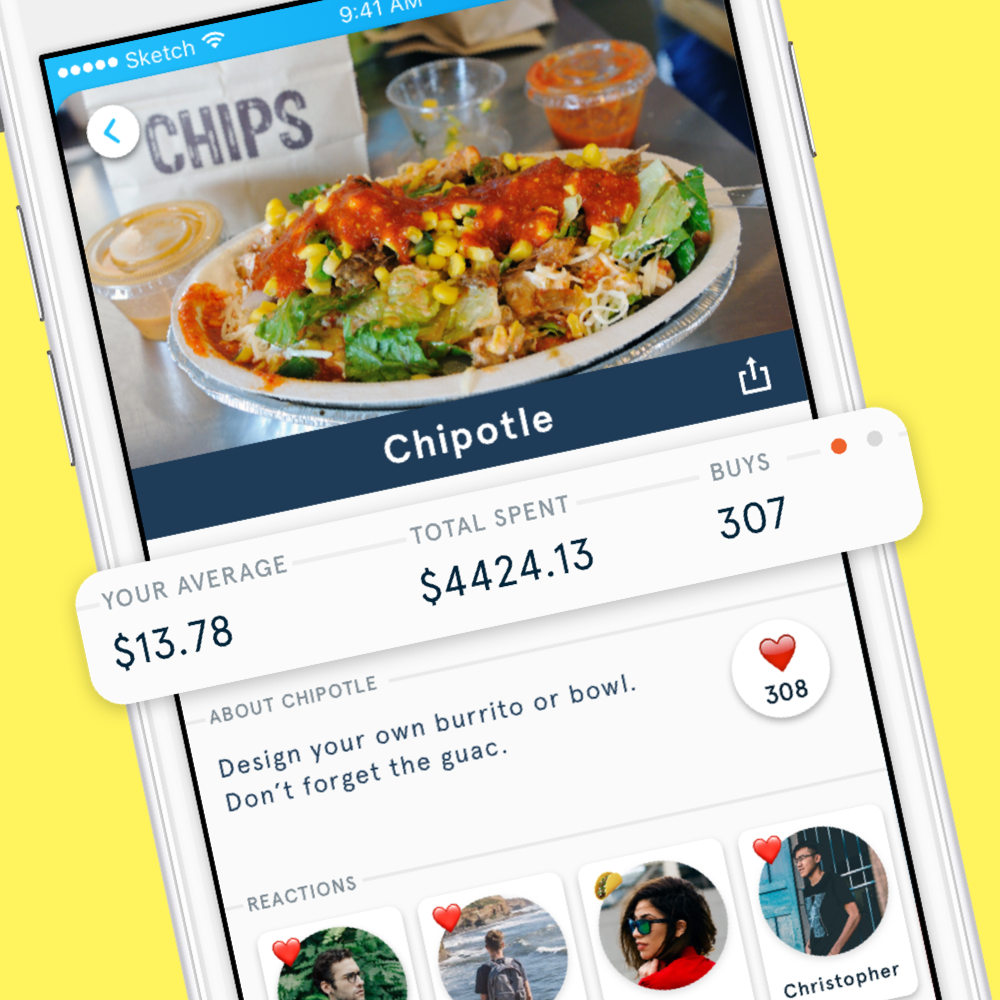 Sketch 9:41 AM
CHIPS
Chipotle
YOUR AVERAGE TOTAL SPENT BUYS
$13.78 $4424.13 307
ABOUT CHIPOTLE
Design your own burrito or bowl.
Don't forget the guac.
308
REACTIONS
Christopher